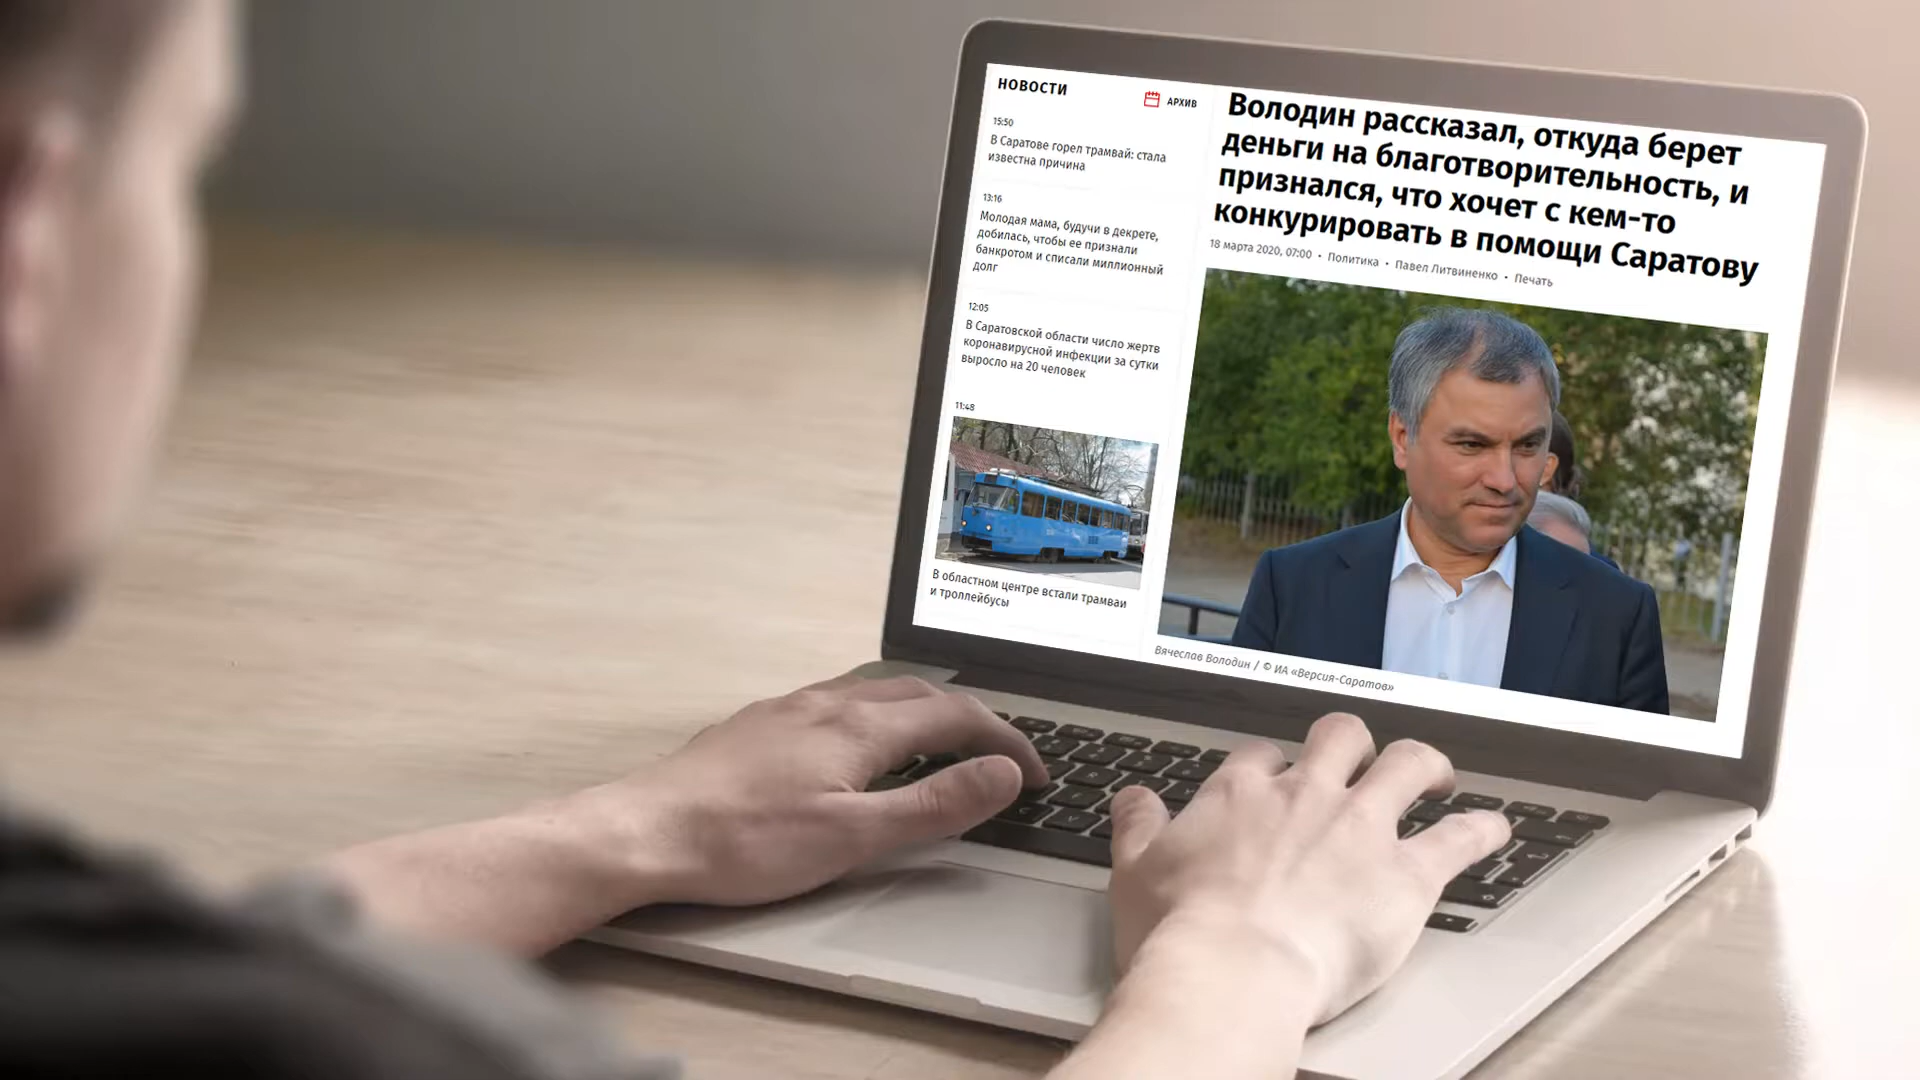 НОВОСТИ
АРХИВ
15:50
В Саратове горел трамвай: стала
известна причина
13:16
Молодая мама, будучи в декрете,
добилась, чтобы ее признали
банкротом и списали миллионный
долг
12:05
В Саратовской области число жертв
коронавирусной инфекции за сутки
выросло на 20 человек
11:48
В областном центре встали трамваи
и троллейбусы
Володин рассказал, откуда берет
деньги на благотворительность, и
признался, что хочет с кем-то
конкурировать в помощи Саратову
18 марта 2020, 07:00 • Политика • Павел Литвиненко • Печать
Вячеслав Володин / © ИА «Версия-Саратов»